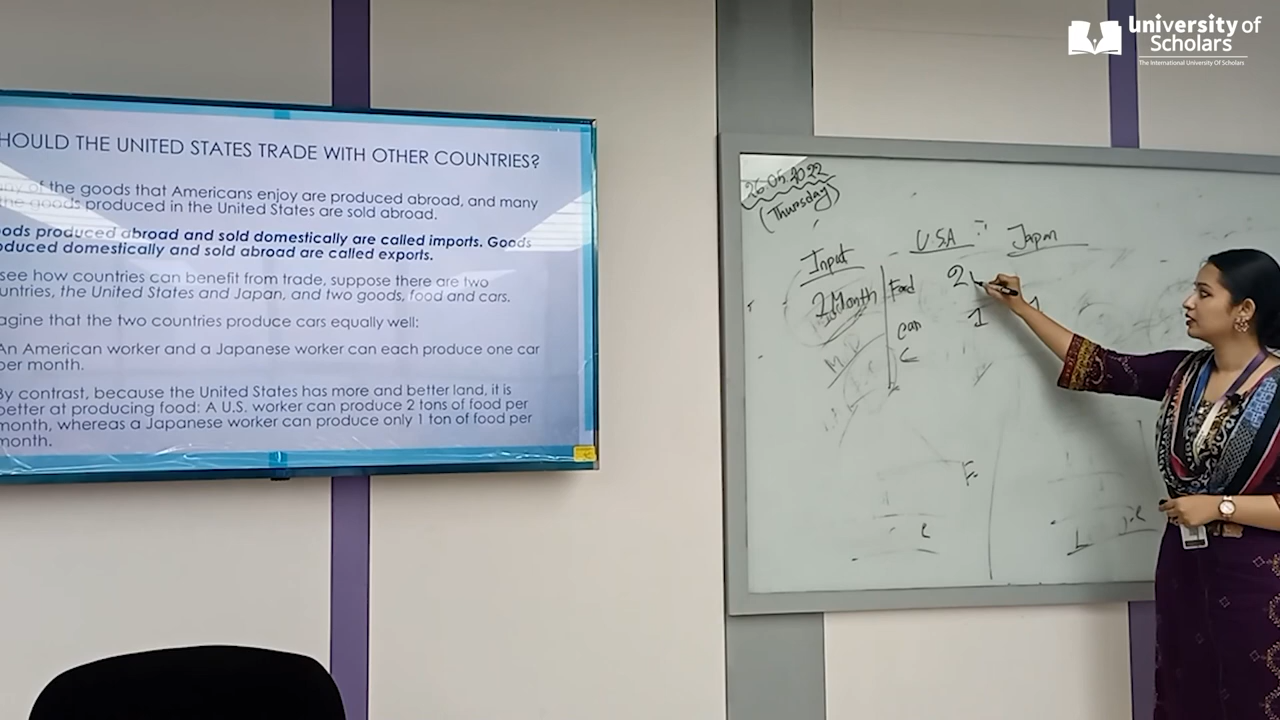 university of
Scholars
The International University Of Scholars
HOULD THE UNITED STATES TRADE WITH OTHER COUNTRIES?
ny of the goods that Americans enjoy are produced abroad, and many
he goods produced in the United States are sold abroad.
oods produced abroad and sold domestically are called imports. Goods
oduced domestically and sold abroad are called exports.
see how countries can benefit from trade, suppose there are two
untries, the United States and Japan, and two goods, food and cars.
agine that the two countries produce cars equally well:
An American worker and a Japanese worker can each produce one car
per month.
By contrast, because the United States has more and better land, it is
better at producing food: A U.S. worker can produce 2 tons of food per
month, whereas a Japanese worker can produce only 1 ton of food per
month.
26.05.2022
(Thursday)
Input USA Japan
Month Food 2
car 1
C
F